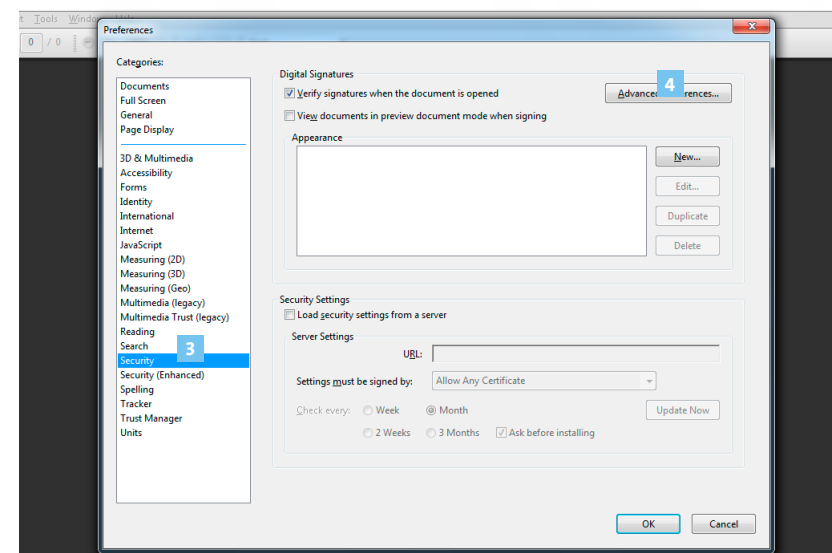 t Tools Window Help
0 / 0
Preferences
Categories:
Documents
Full Screen
General
Page Display
3D & Multimedia
Accessibility
Forms
Identity
International
Internet
JavaScript
Measuring (2D)
Measuring (3D)
Measuring (Geo)
Multimedia (legacy)
Multimedia Trust (legacy)
Reading
Search
3
Security
Security (Enhanced)
Spelling
Tracker
Trust Manager
Units
Digital Signatures
Verify signatures when the document is opened
4
Advance rences...
View documents in preview document mode when signing
Appearance
New...
Edit...
Duplicate
Delete
Security Settings
Load security settings from a server
Server Settings
URL:
Settings must be signed by: Allow Any Certificate
Check every: Week Month Update Now
2 Weeks 3 Months Ask before installing
OK Cancel